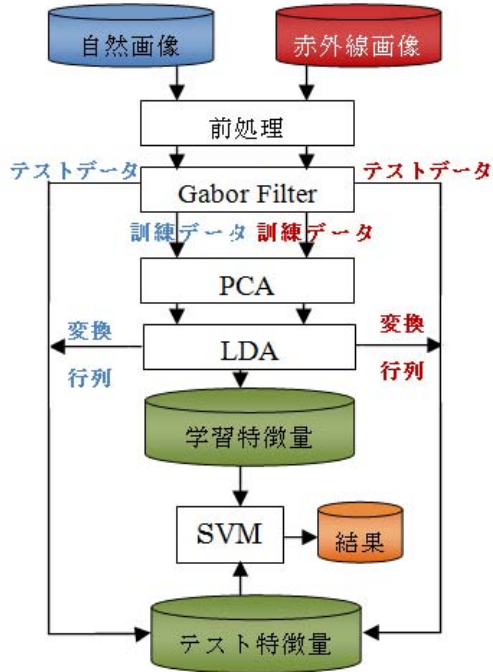 自然画像
赤外線画像
前処理
テストデータ
テストデータ
Gabor Filter
訓練データ
訓練データ
PCA
変換
変換
LDA
行列
行列
学習特徴量
SVM
結果
テスト特徴量